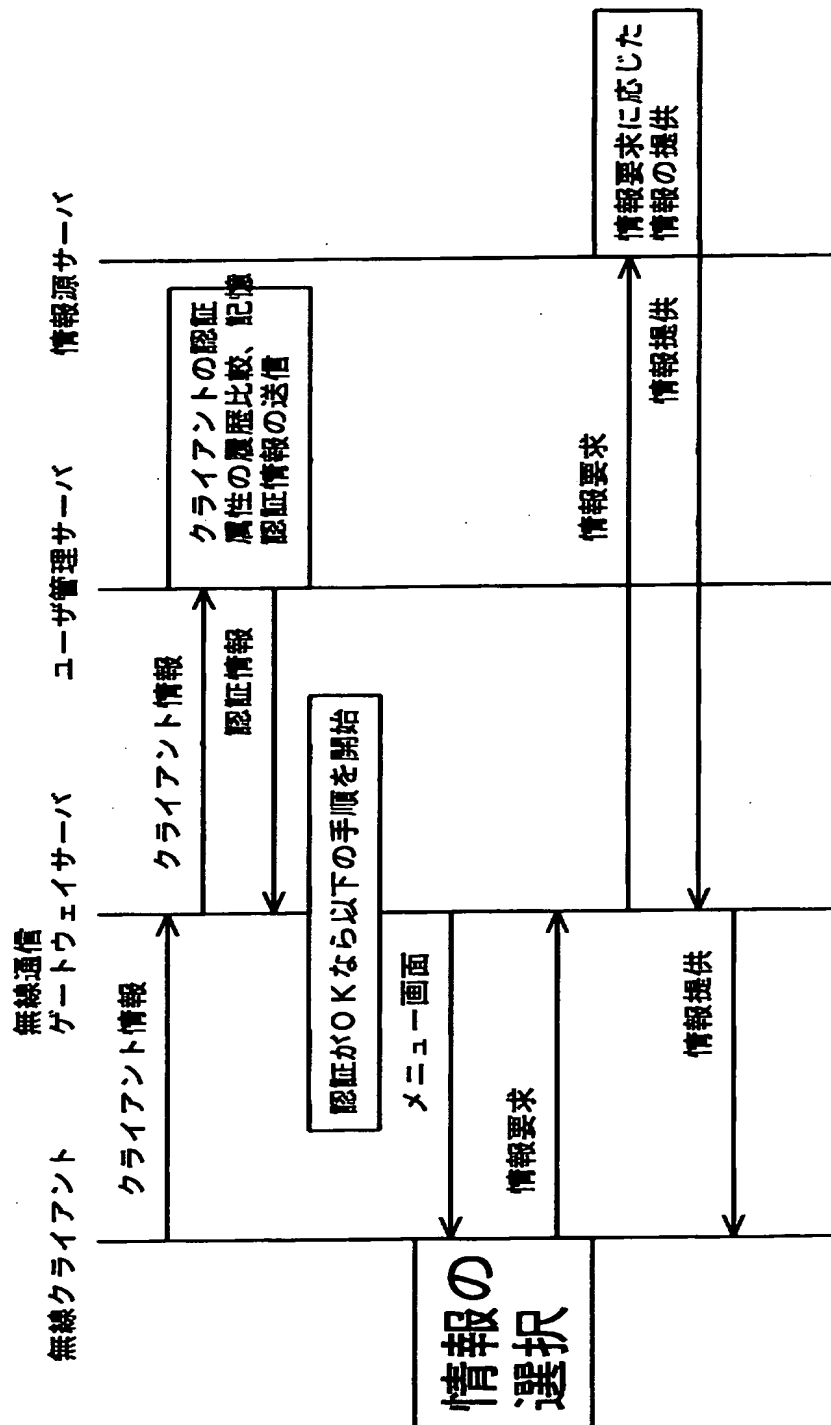 無線クライアント
無線通信
ゲートウェイサーバ
ユーザ管理サーバ
情報源サーバ
クライアント情報
クライアント情報
クライアントの認証
属性の履歴比較、記憶
認証情報の送信
認証情報
認証がOKなら以下の手順を開始
メニュー画面
情報の
選択
情報要求
情報要求
情報要求に応じた
情報の提供
情報提供
情報提供